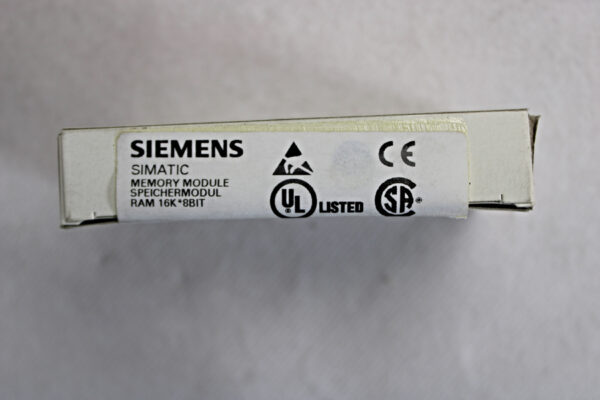 SIEMENS
SIMATIC
MEMORY MODULE
SPEICHERMODUL
RAM 16K*8BIT
CE
UL LISTED
SA